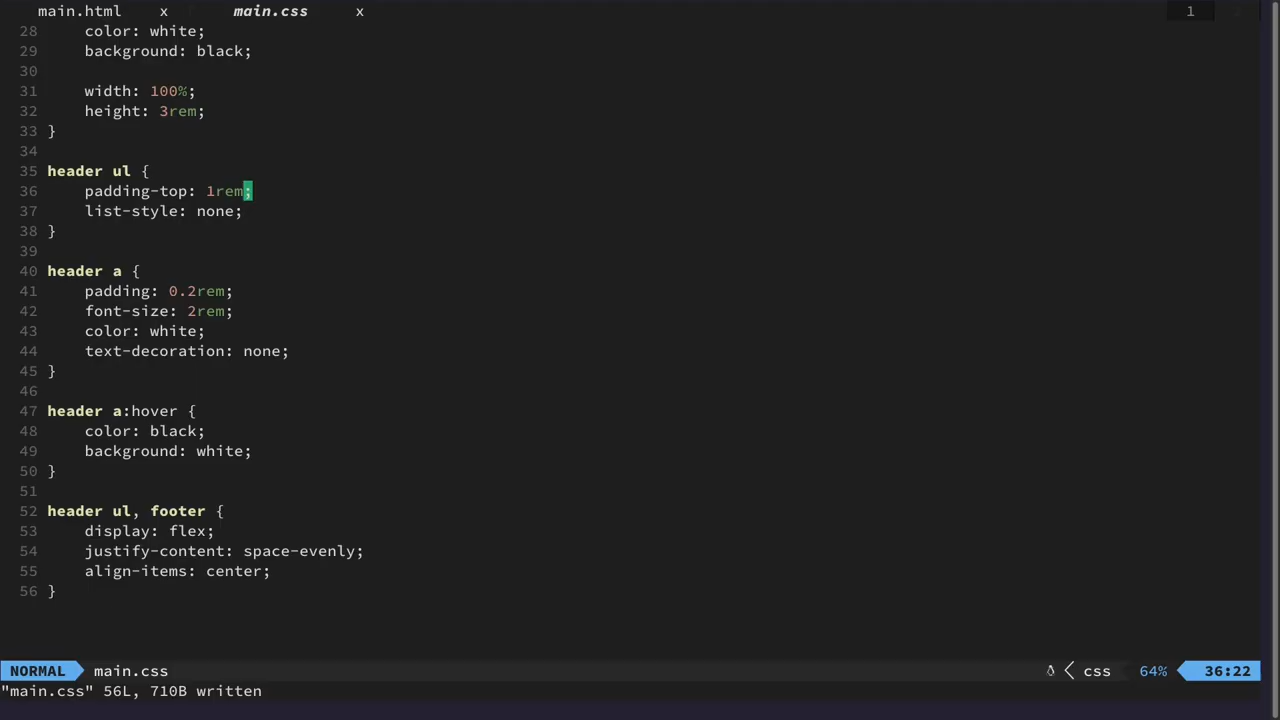 main.html x main.css x 1
28 color: white;
29 background: black;
30
31 width: 100%;
32 height: 3rem;
33 }
34
35 header ul {
36 padding-top: 1rem;
37 list-style: none;
38 }
39
40 header a {
41 padding: 0.2rem;
42 font-size: 2rem;
43 color: white;
44 text-decoration: none;
45 }
46
47 header a:hover {
48 color: black;
49 background: white;
50 }
51
52 header ul, footer {
53 display: flex;
54 justify-content: space-evenly;
55 align-items: center;
56 }
NORMAL main.css css 64% 36:22
"main.css" 56L, 710B written